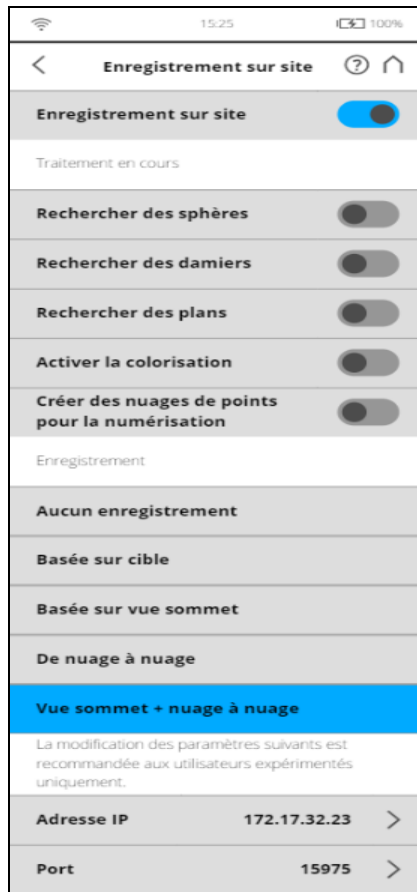 15:25
100%
Enregistrement sur site
Enregistrement sur site
Traitement en cours
Rechercher des sphères
Rechercher des damiers
Rechercher des plans
Activer la colorisation
Créer des nuages de points
pour la numérisation
Enregistrement
Aucun enregistrement
Basée sur cible
Basée sur vue sommet
De nuage à nuage
Vue sommet + nuage à nuage
La modification des paramètres suivants est
recommandée aux utilisateurs expérimentés
uniquement.
Adresse IP 172.17.32.23
Port 15975